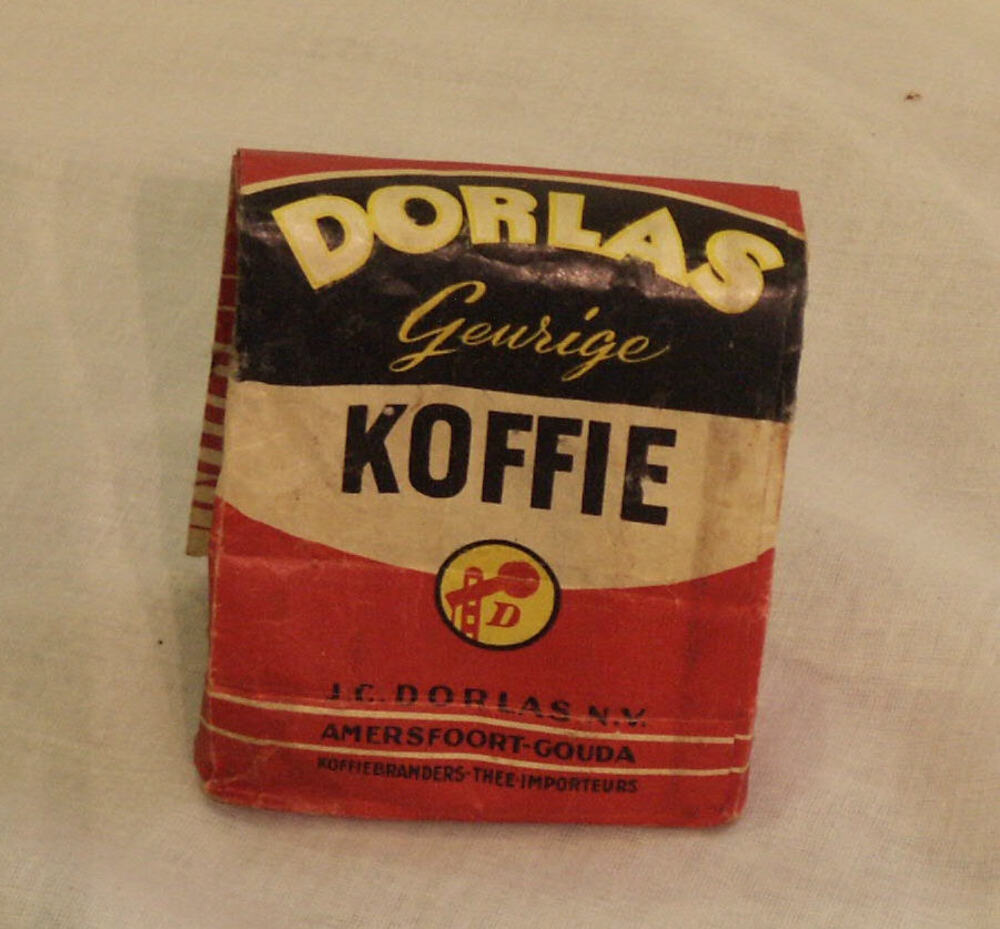 DORLAS
Geurige
KOFFIE
D
J.C. DORLAS N.V.
AMERSFOORT-GOUDA
KOFFIEBRANDERS-THEE-IMPORTEURS